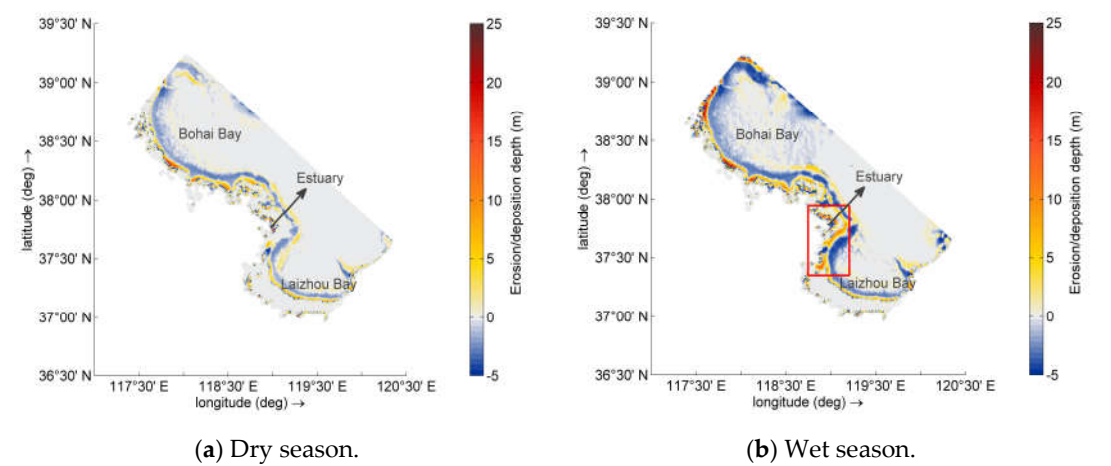 39°30' N
39°00' N
38°30' N
38°00' N
37°30' N
37°00' N
36°30' N
latitude (deg) →
117°30' E 118°30' E 119°30' E 120°30' E
longitude (deg) →
Bohai Bay
Estuary
Laizhou Bay
25
20
15
10
5
0
-5
Erosion/deposition depth (m)
(a) Dry season.
39°30' N
39°00' N
38°30' N
38°00' N
37°30' N
37°00' N
36°30' N
latitude (deg) →
117°30' E 118°30' E 119°30' E 120°30' E
longitude (deg) →
Bohai Bay
Estuary
Laizhou Bay
25
20
15
10
5
0
-5
Erosion/deposition depth (m)
(b) Wet season.